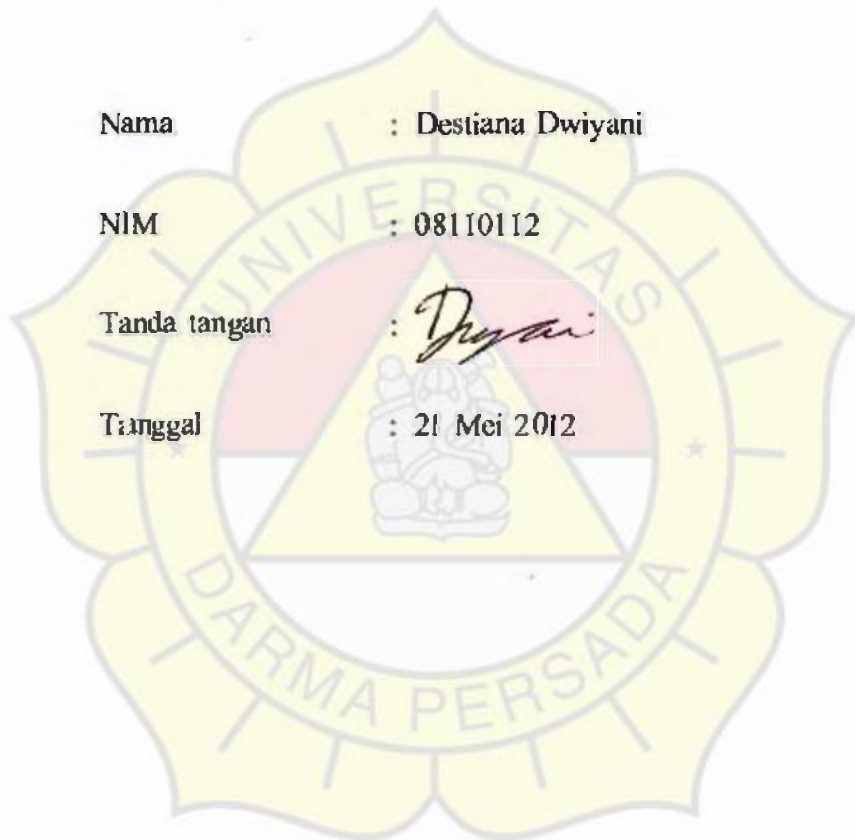 Nama : Destiana Dwiyani
NIM : 08110112
Tanda tangan :
Tanggal : 21 Mei 2012
UNIVERSITAS
DARMA PERSADA